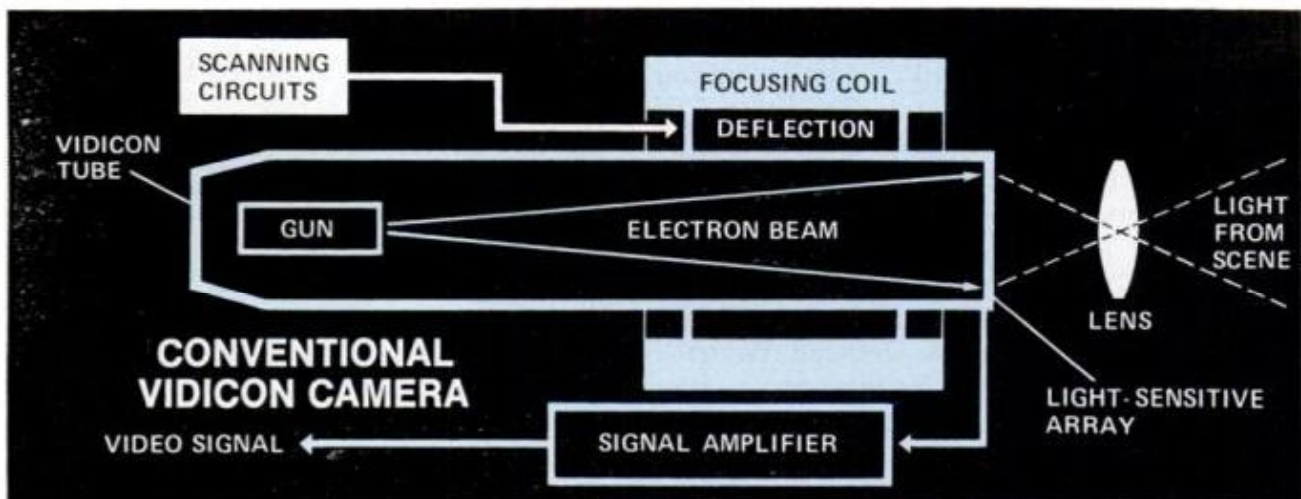 SCANNING
CIRCUITS
FOCUSING COIL
DEFLECTION
VIDICON
TUBE
GUN
ELECTRON BEAM
LIGHT
FROM
SCENE
LENS
CONVENTIONAL
VIDICON CAMERA
LIGHT-SENSITIVE
ARRAY
VIDEO SIGNAL
SIGNAL AMPLIFIER